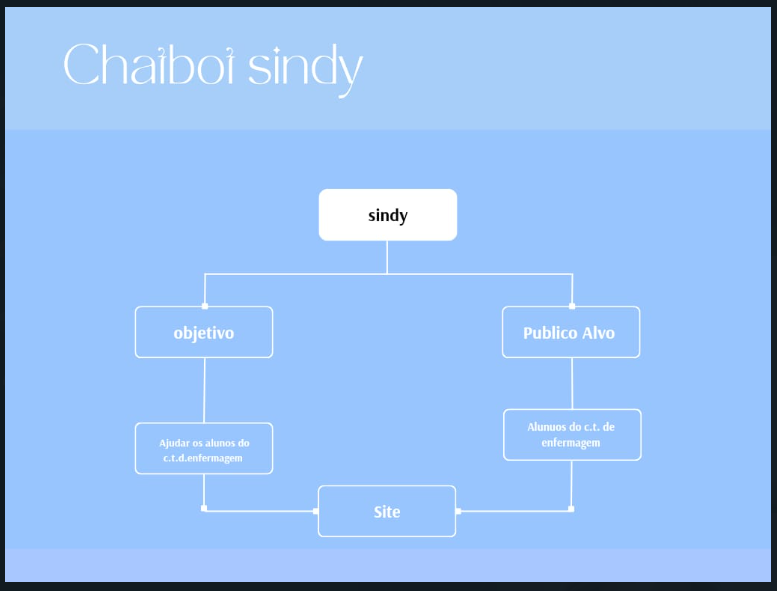 Chatbot sindy
sindy
objetivo
Publico Alvo
Ajudar os alunos do
c.t.d.enfermagem
Alunuos do c.t. de
enfermagem
Site